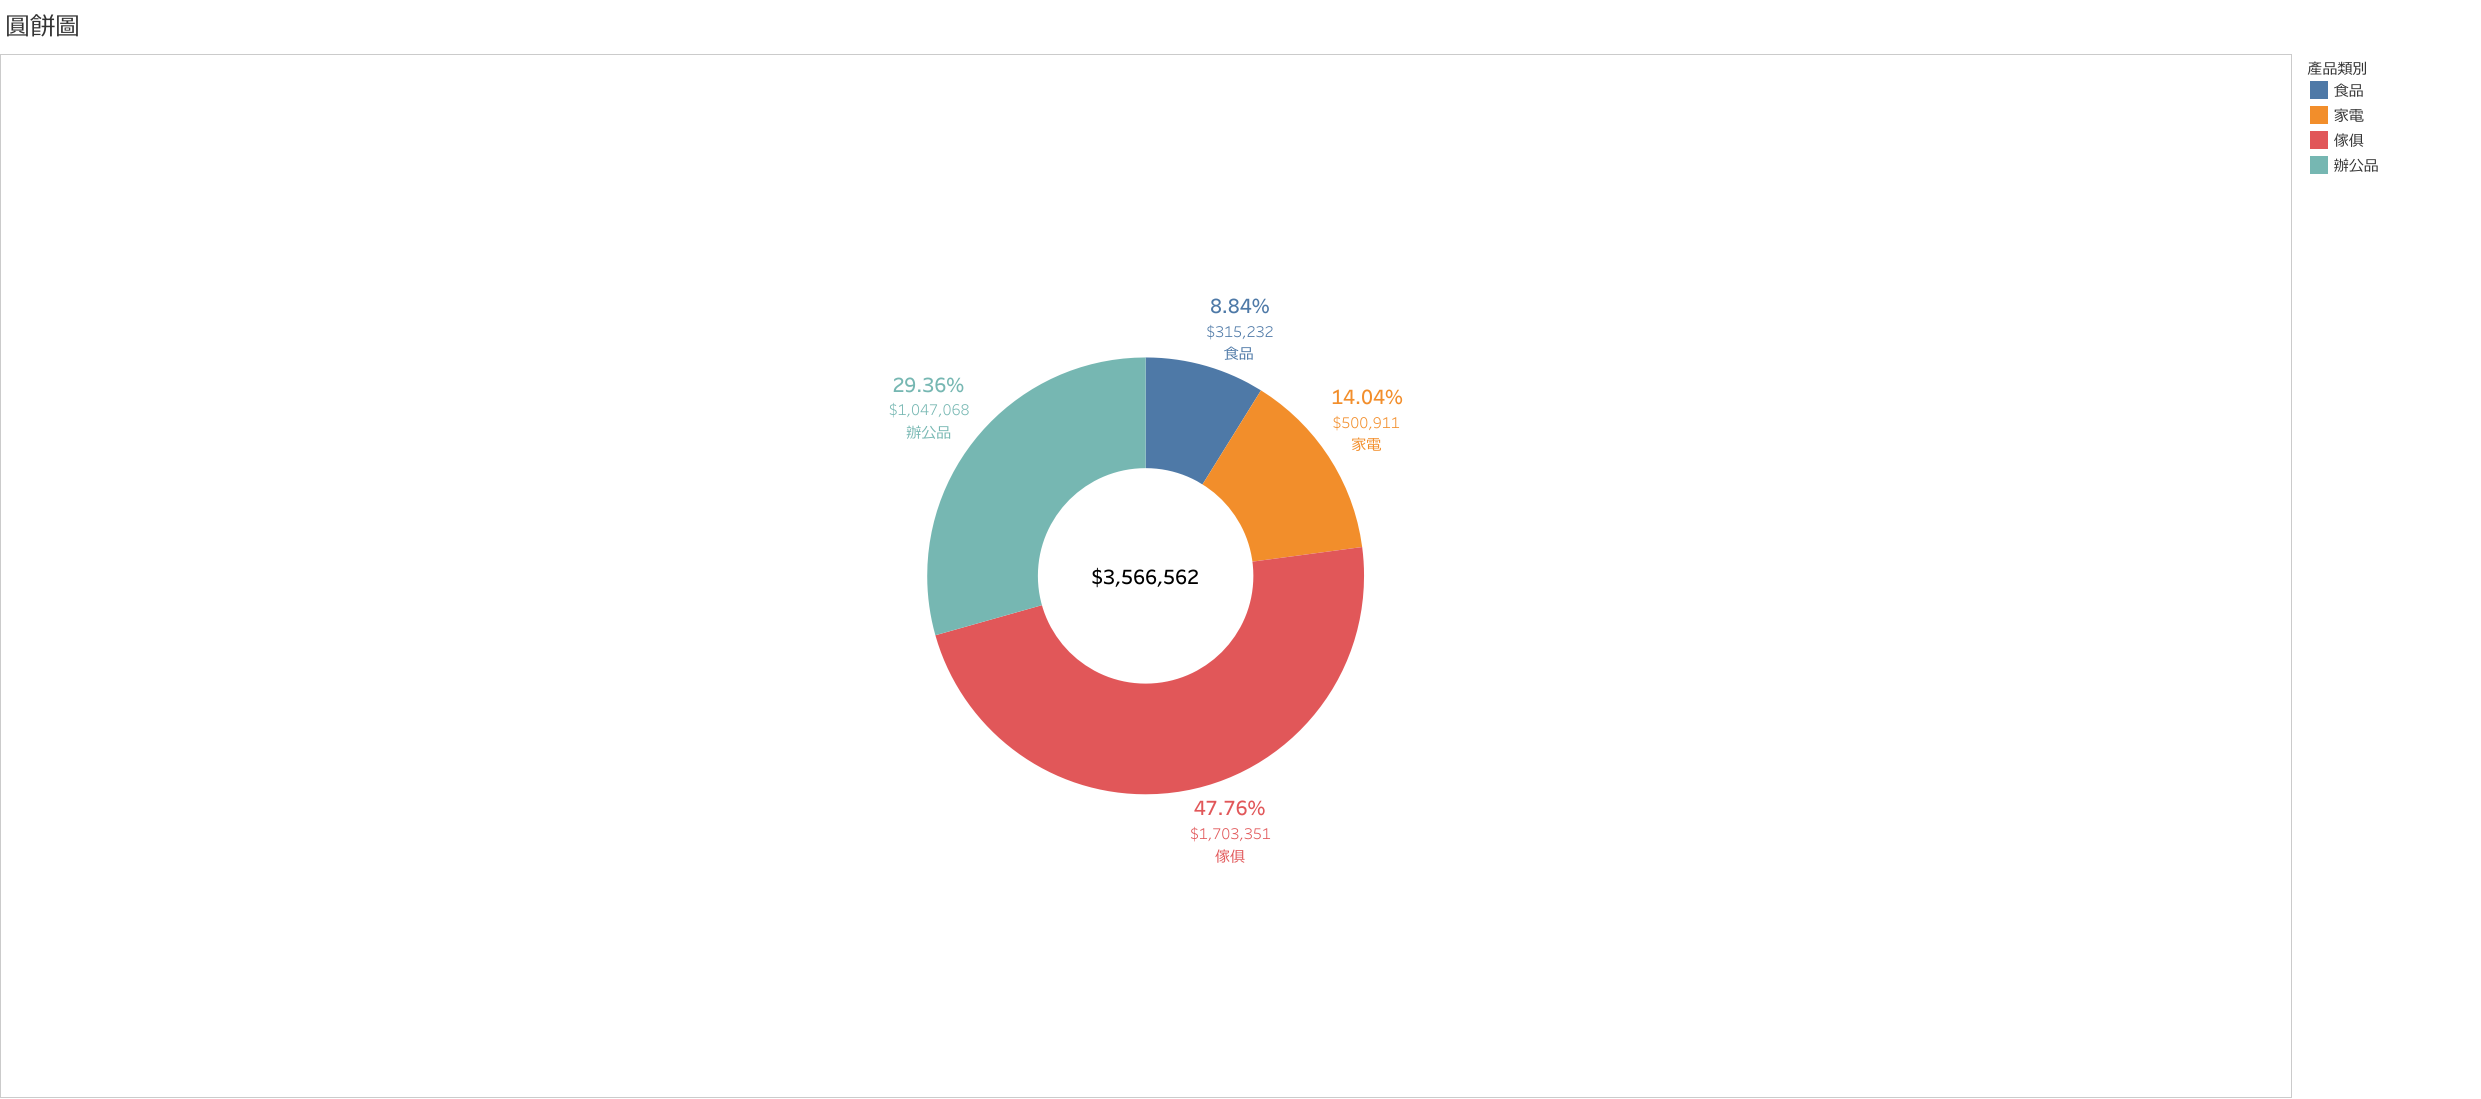 圓餅圖
產品類別
食品
家電
傢俱
辦公品
8.84%
$315,232
食品
14.04%
$500,911
家電
29.36%
$1,047,068
辦公品
$3,566,562
47.76%
$1,703,351
傢俱